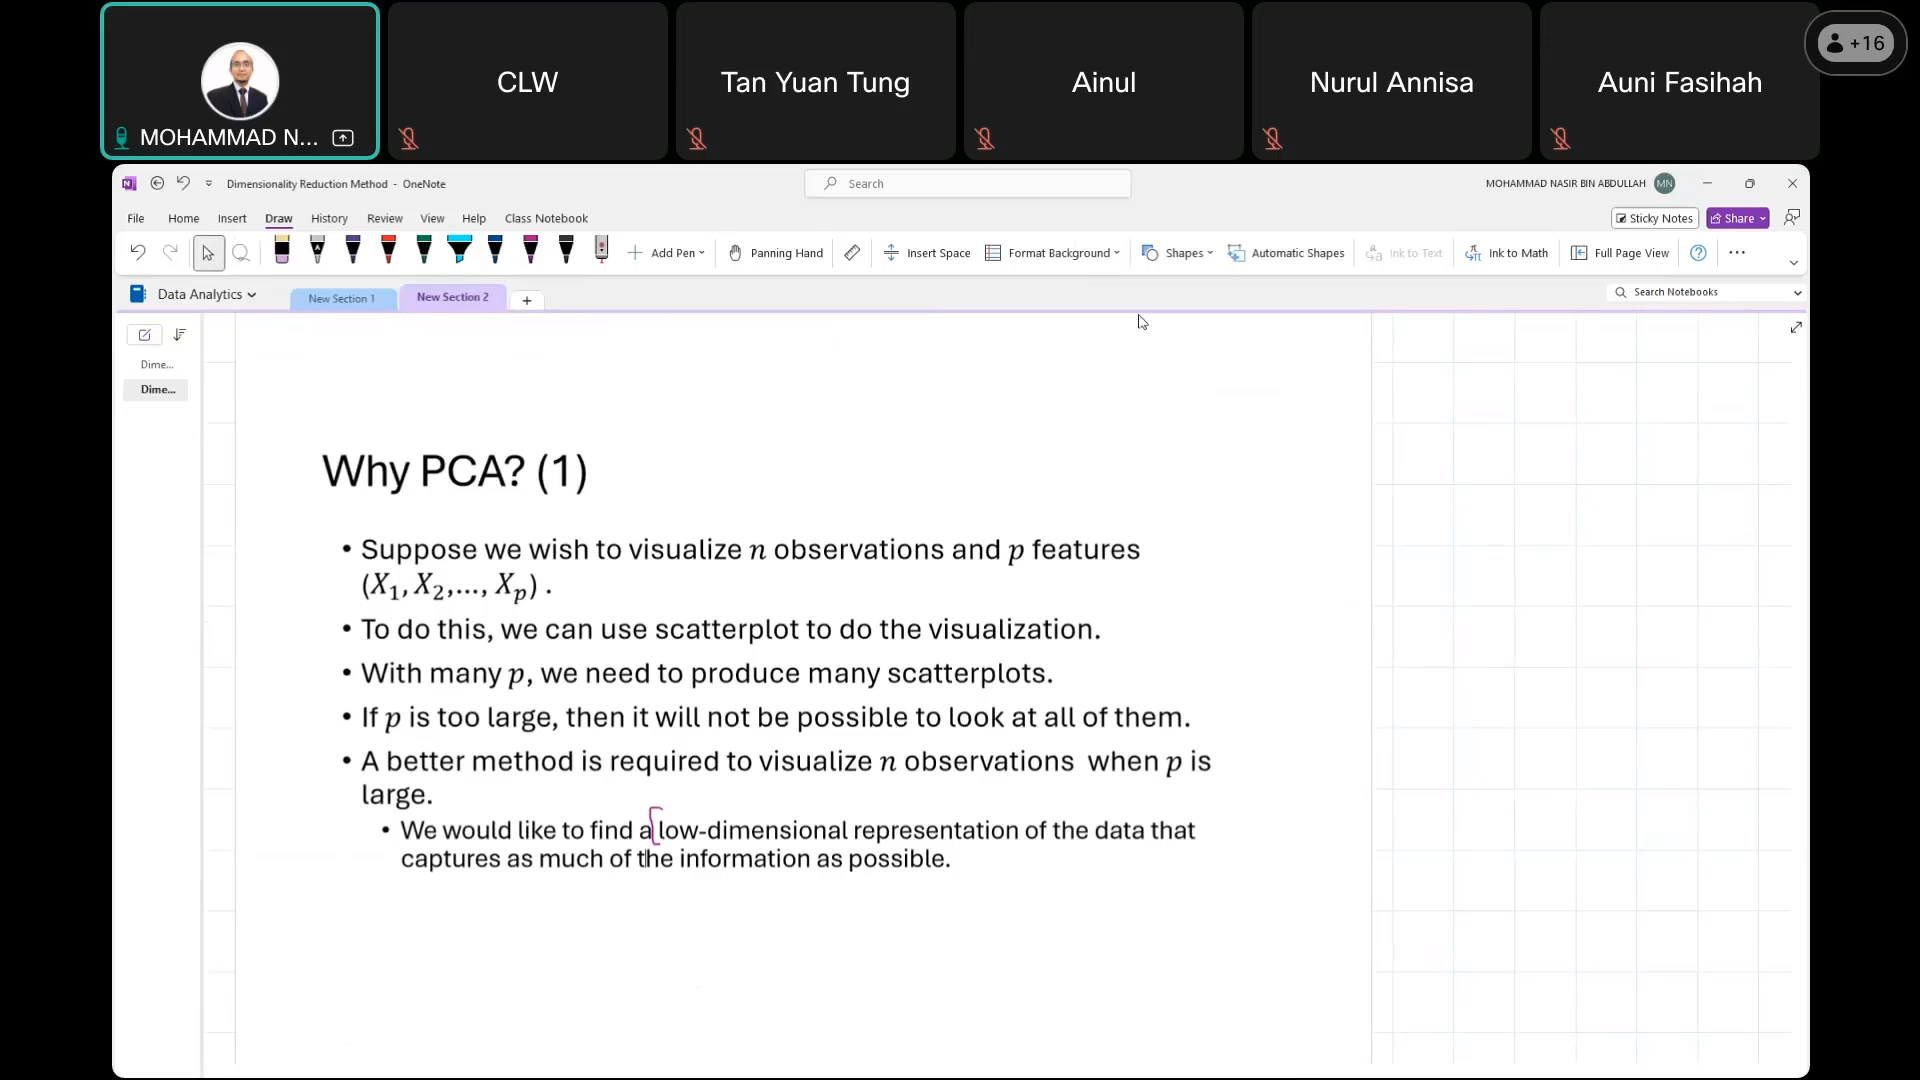 CLW
Tan Yuan Tung
Ainul
Nurul Annisa
Auni Fasihah
+16
MOHAMMAD N...
Dimensionality Reduction Method - OneNote
Search
MOHAMMAD NASIR BIN ABDULLAH
MN
File Home Insert Draw History Review View Help Class Notebook
Sticky Notes
Share
Add Pen
Panning Hand
Insert Space
Format Background
Shapes
Automatic Shapes
Ink to Text
Ink to Math
Full Page View
Data Analytics
New Section 1
New Section 2
+
Search Notebooks
Dime...
Dime...
Why PCA? (1)
• Suppose we wish to visualize n observations and p features
(X₁, X₂,..., Xₚ) .
• To do this, we can use scatterplot to do the visualization.
• With many p, we need to produce many scatterplots.
• If p is too large, then it will not be possible to look at all of them.
• A better method is required to visualize n observations when p is
large.
• We would like to find a low-dimensional representation of the data that
captures as much of the information as possible.